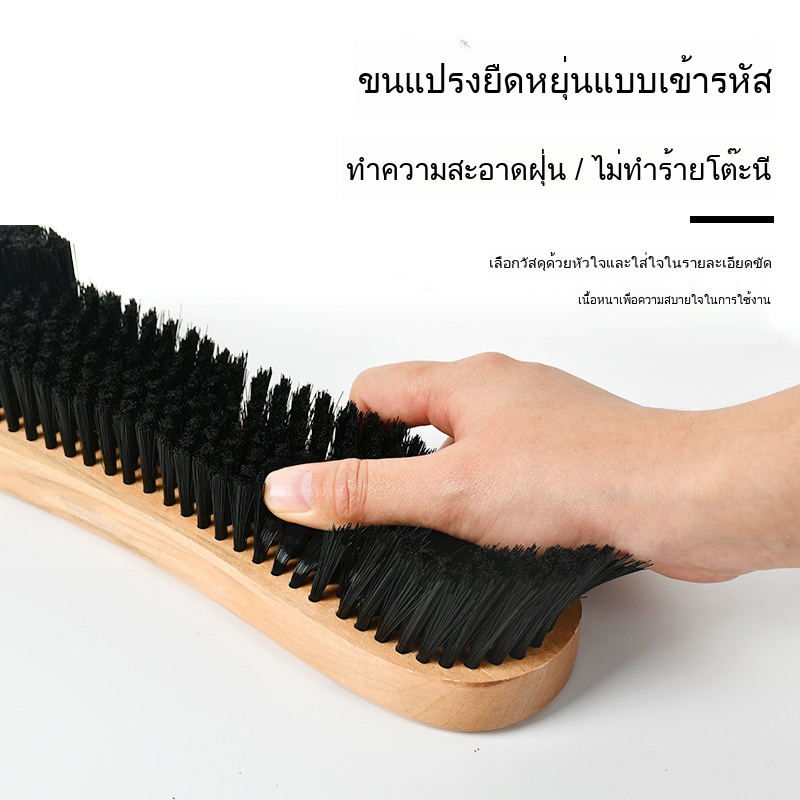 ขนแปรงยืดหยุ่นแบบเข้ารหัส
ทำความสะอาดฝุ่น / ไม่ทำร้ายโต๊ะนี
เลือกวัสดุด้วยหัวใจและใส่ใจในรายละเอียดขัด
เนื้อหนาเพื่อความสบายใจในการใช้งาน